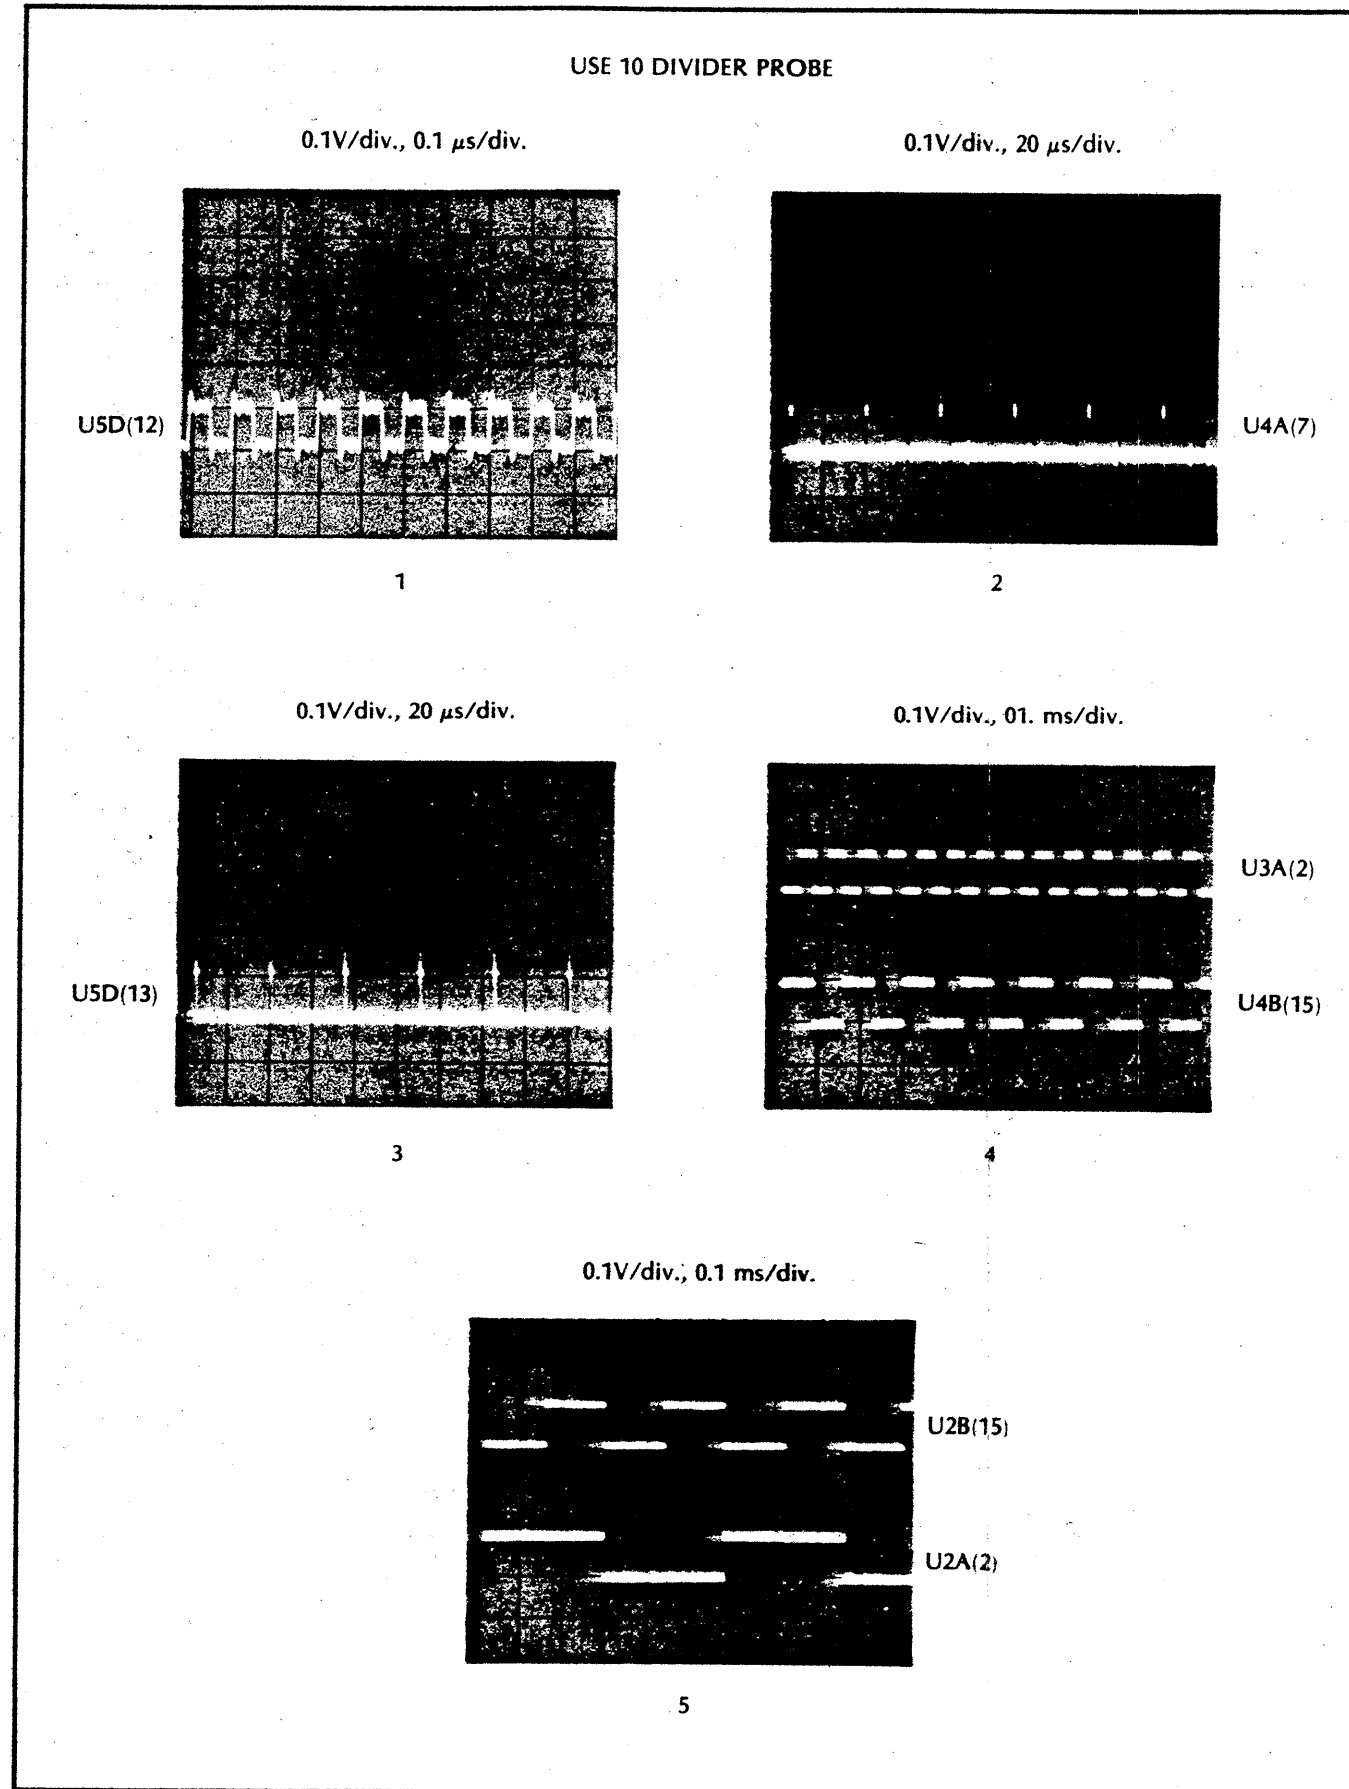 USE 10 DIVIDER PROBE
0.1V/div., 0.1 μs/div.
0.1V/div., 20 μs/div.
U5D(12)
U4A(7)
1
2
0.1V/div., 20 μs/div.
0.1V/div., 01. ms/div.
U3A(2)
U5D(13)
U4B(15)
3
4
0.1V/div., 0.1 ms/div.
U2B(15)
U2A(2)
5